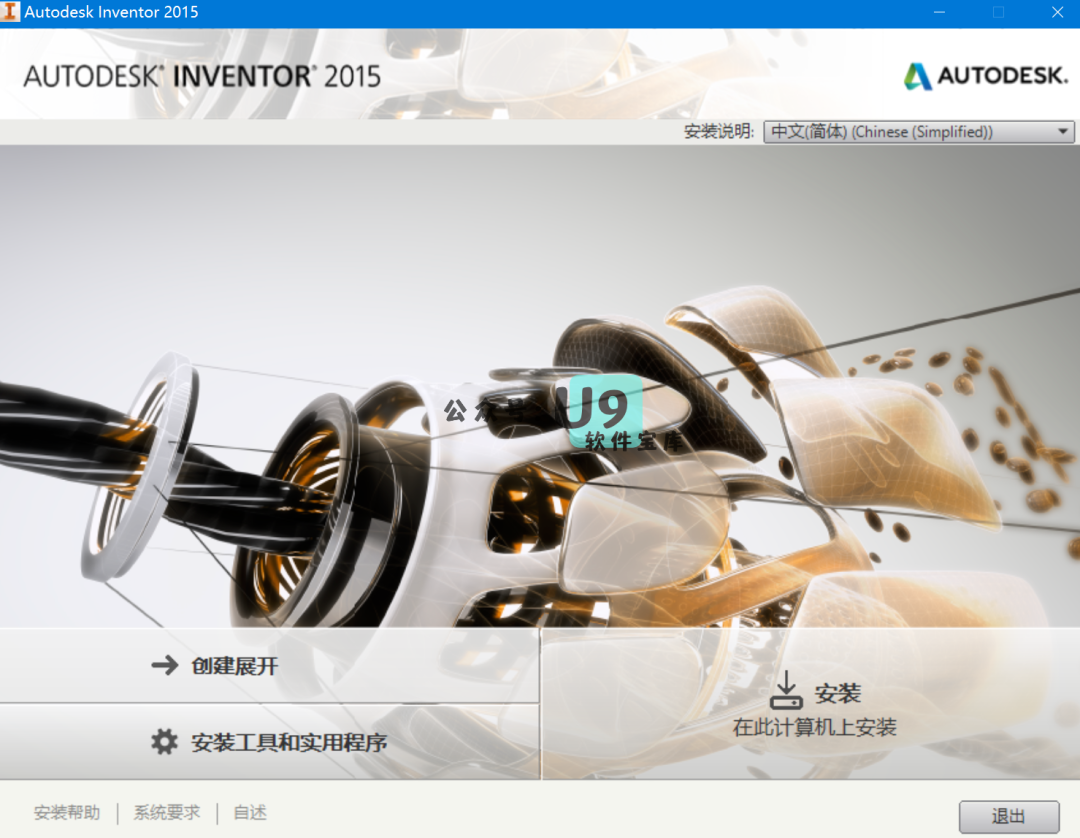 Autodesk Inventor 2015
AUTODESK® INVENTOR® 2015
AUTODESK.
安装说明: 中文(简体) (Chinese (Simplified))
公众号 U9
软件宝库
创建展开
安装工具和实用程序
安装
在此计算机上安装
安装帮助 | 系统要求 | 自述
退出